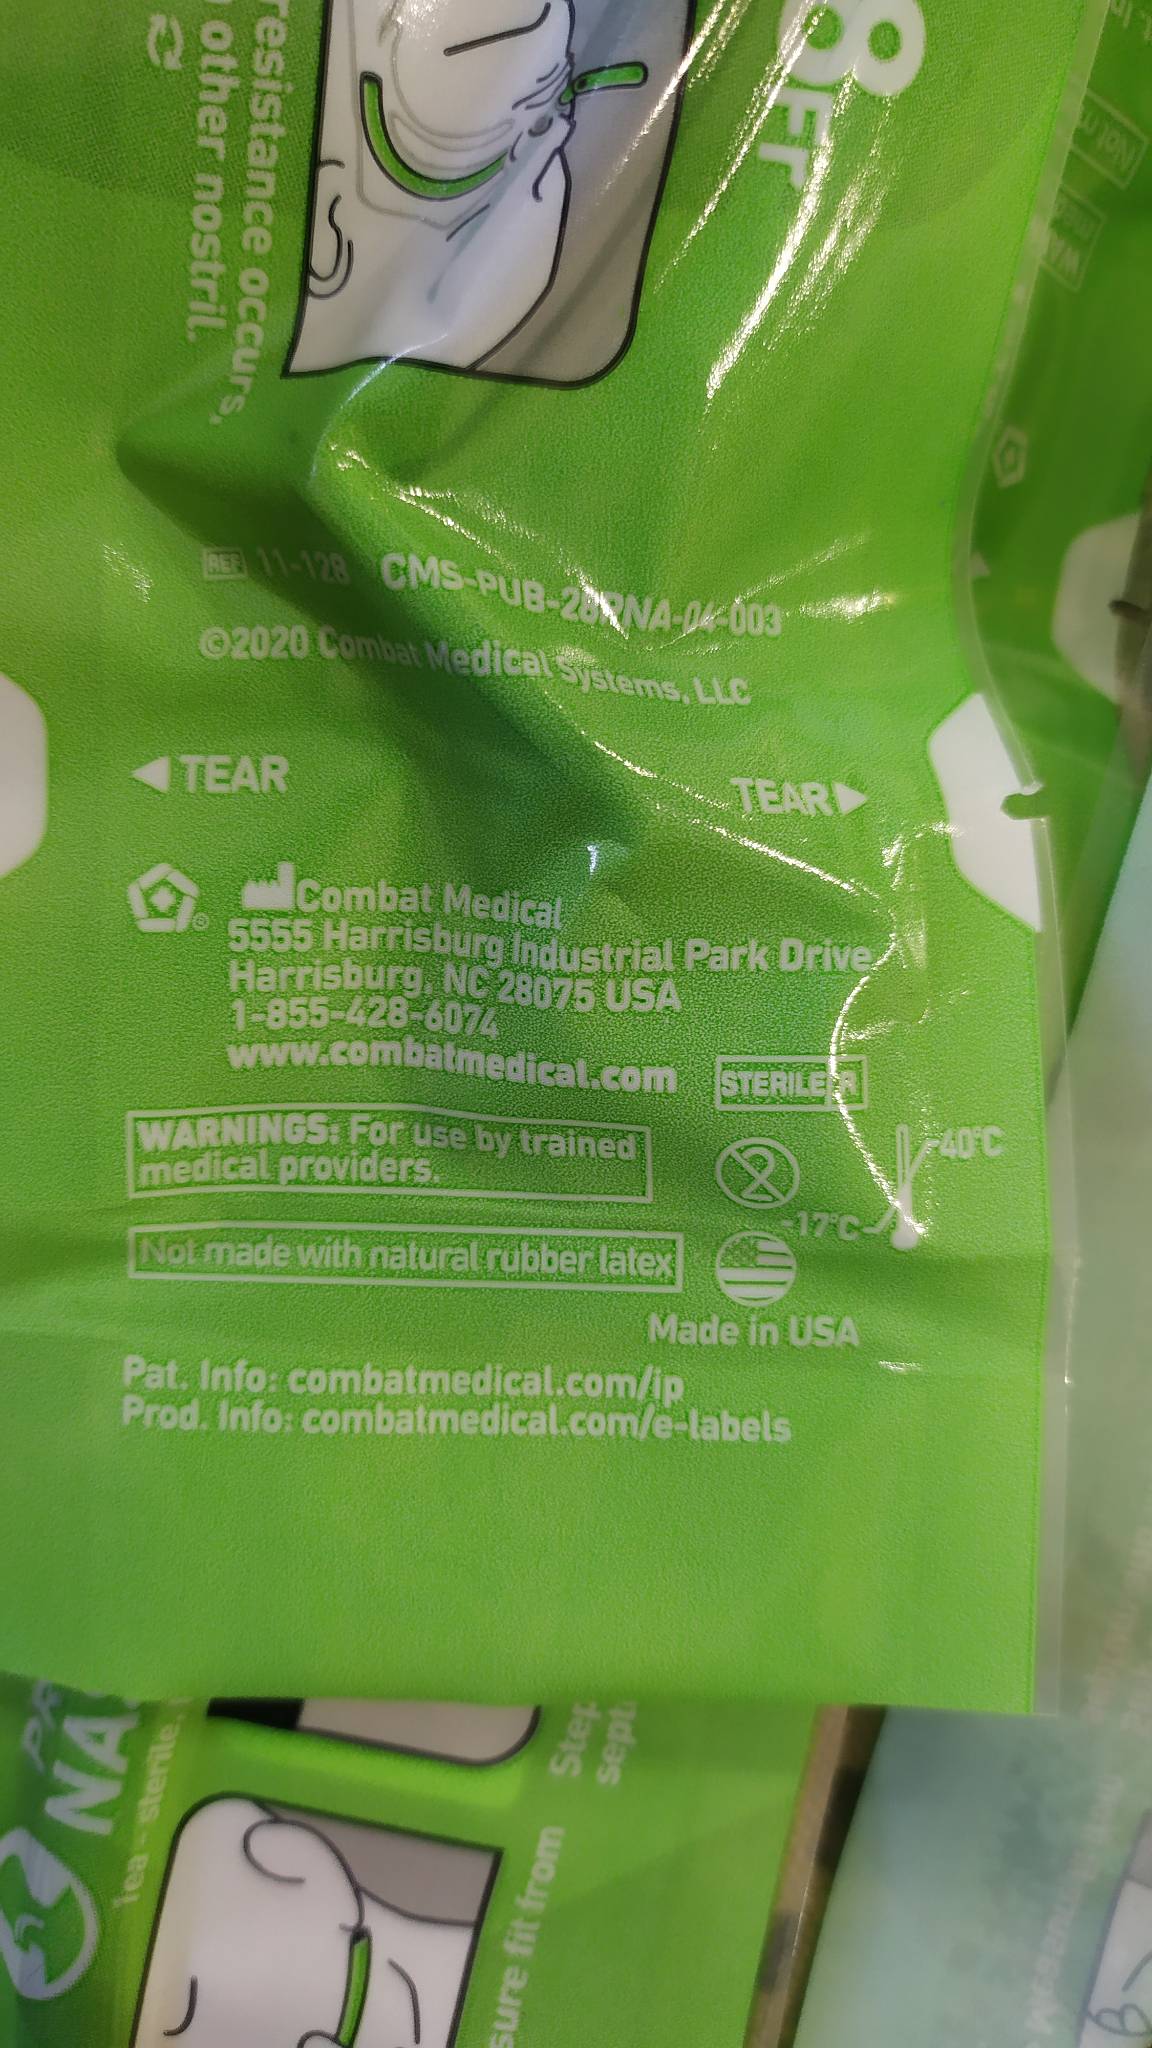 resistance occurs,
other nostril.
8Fr
REF 11-128 CMS-PUB-28RNA-04-003
©2020 Combat Medical Systems, LLC
TEAR
TEAR
Combat Medical
5555 Harrisburg Industrial Park Drive
Harrisburg, NC 28075 USA
1-855-428-6074
www.combatmedical.com
STERILE R
WARNINGS: For use by trained
medical providers.
40°C
-17°C
Not made with natural rubber latex
Made in USA
Pat. Info: combatmedical.com/ip
Prod. Info: combatmedical.com/e-labels
sure fit from